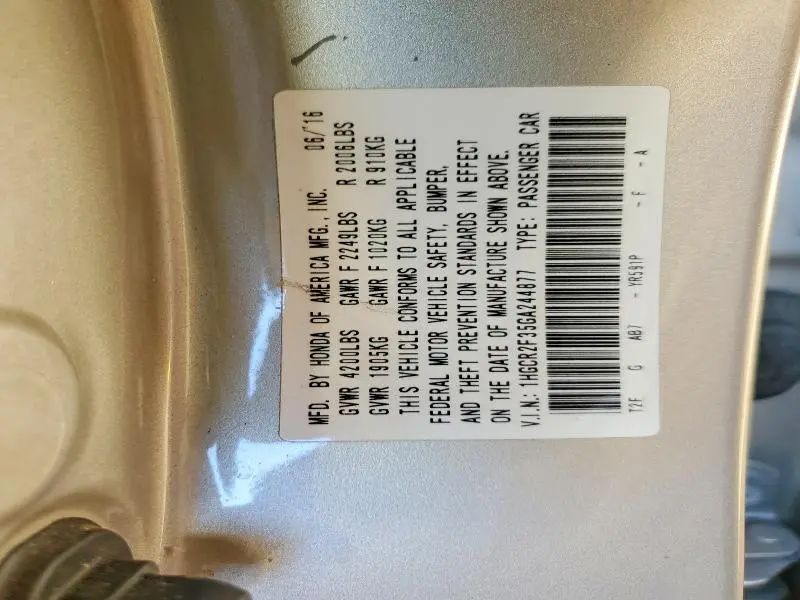 MFD. BY HONDA OF AMERICA MFG., INC. 06/'16
GVWR 4200LBS GAWR F 2249LBS R 2006LBS
GVWR 1905KG GAWR F 1020KG R 910KG
THIS VEHICLE CONFORMS TO ALL APPLICABLE
FEDERAL MOTOR VEHICLE SAFETY, BUMPER,
AND THEFT PREVENTION STANDARDS IN EFFECT
ON THE DATE OF MANUFACTURE SHOWN ABOVE.
V.I.N.: 1HGCR2F35GA244877 TYPE: PASSENGER CAR
T2F G AB7 - YR591P - F - A